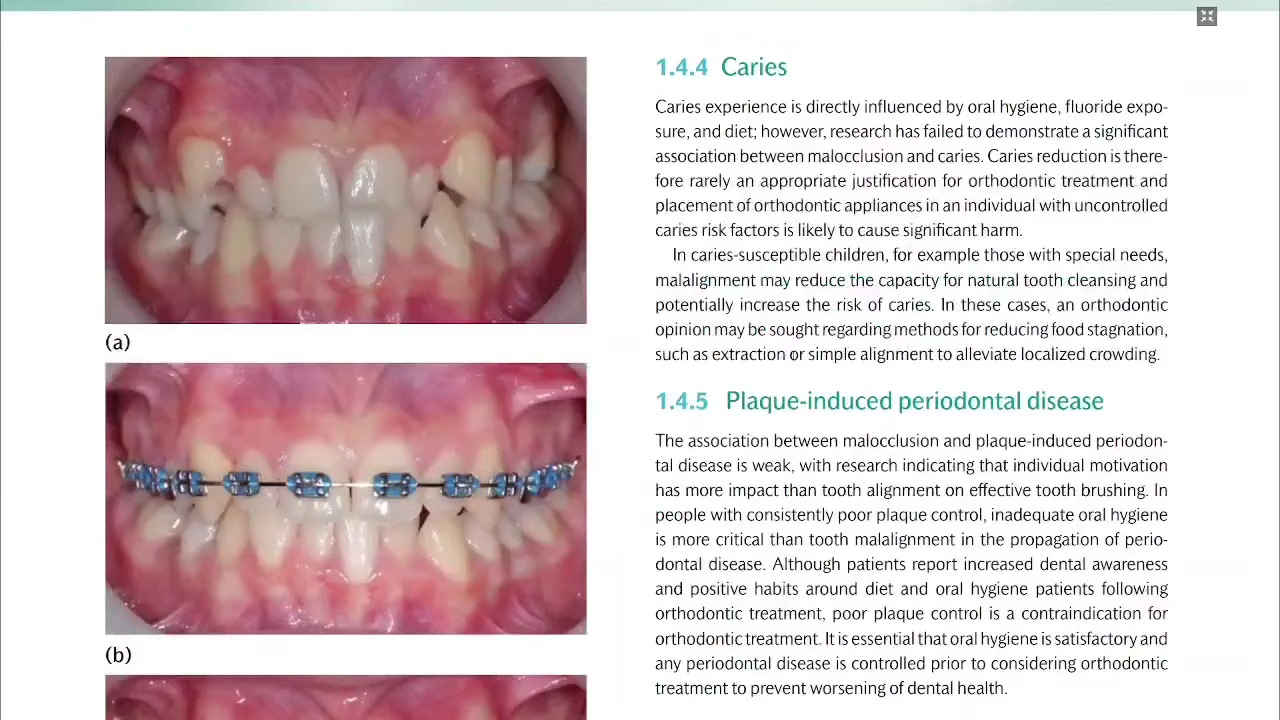 (a)
(b)
1.4.4 Caries
Caries experience is directly influenced by oral hygiene, fluoride expo-
sure, and diet; however, research has failed to demonstrate a significant
association between malocclusion and caries. Caries reduction is there-
fore rarely an appropriate justification for orthodontic treatment and
placement of orthodontic appliances in an individual with uncontrolled
caries risk factors is likely to cause significant harm.
In caries-susceptible children, for example those with special needs,
malalignment may reduce the capacity for natural tooth cleansing and
potentially increase the risk of caries. In these cases, an orthodontic
opinion may be sought regarding methods for reducing food stagnation,
such as extraction or simple alignment to alleviate localized crowding.
1.4.5 Plaque-induced periodontal disease
The association between malocclusion and plaque-induced periodon-
tal disease is weak, with research indicating that individual motivation
has more impact than tooth alignment on effective tooth brushing. In
people with consistently poor plaque control, inadequate oral hygiene
is more critical than tooth malalignment in the propagation of perio-
dontal disease. Although patients report increased dental awareness
and positive habits around diet and oral hygiene patients following
orthodontic treatment, poor plaque control is a contraindication for
orthodontic treatment. It is essential that oral hygiene is satisfactory and
any periodontal disease is controlled prior to considering orthodontic
treatment to prevent worsening of dental health.